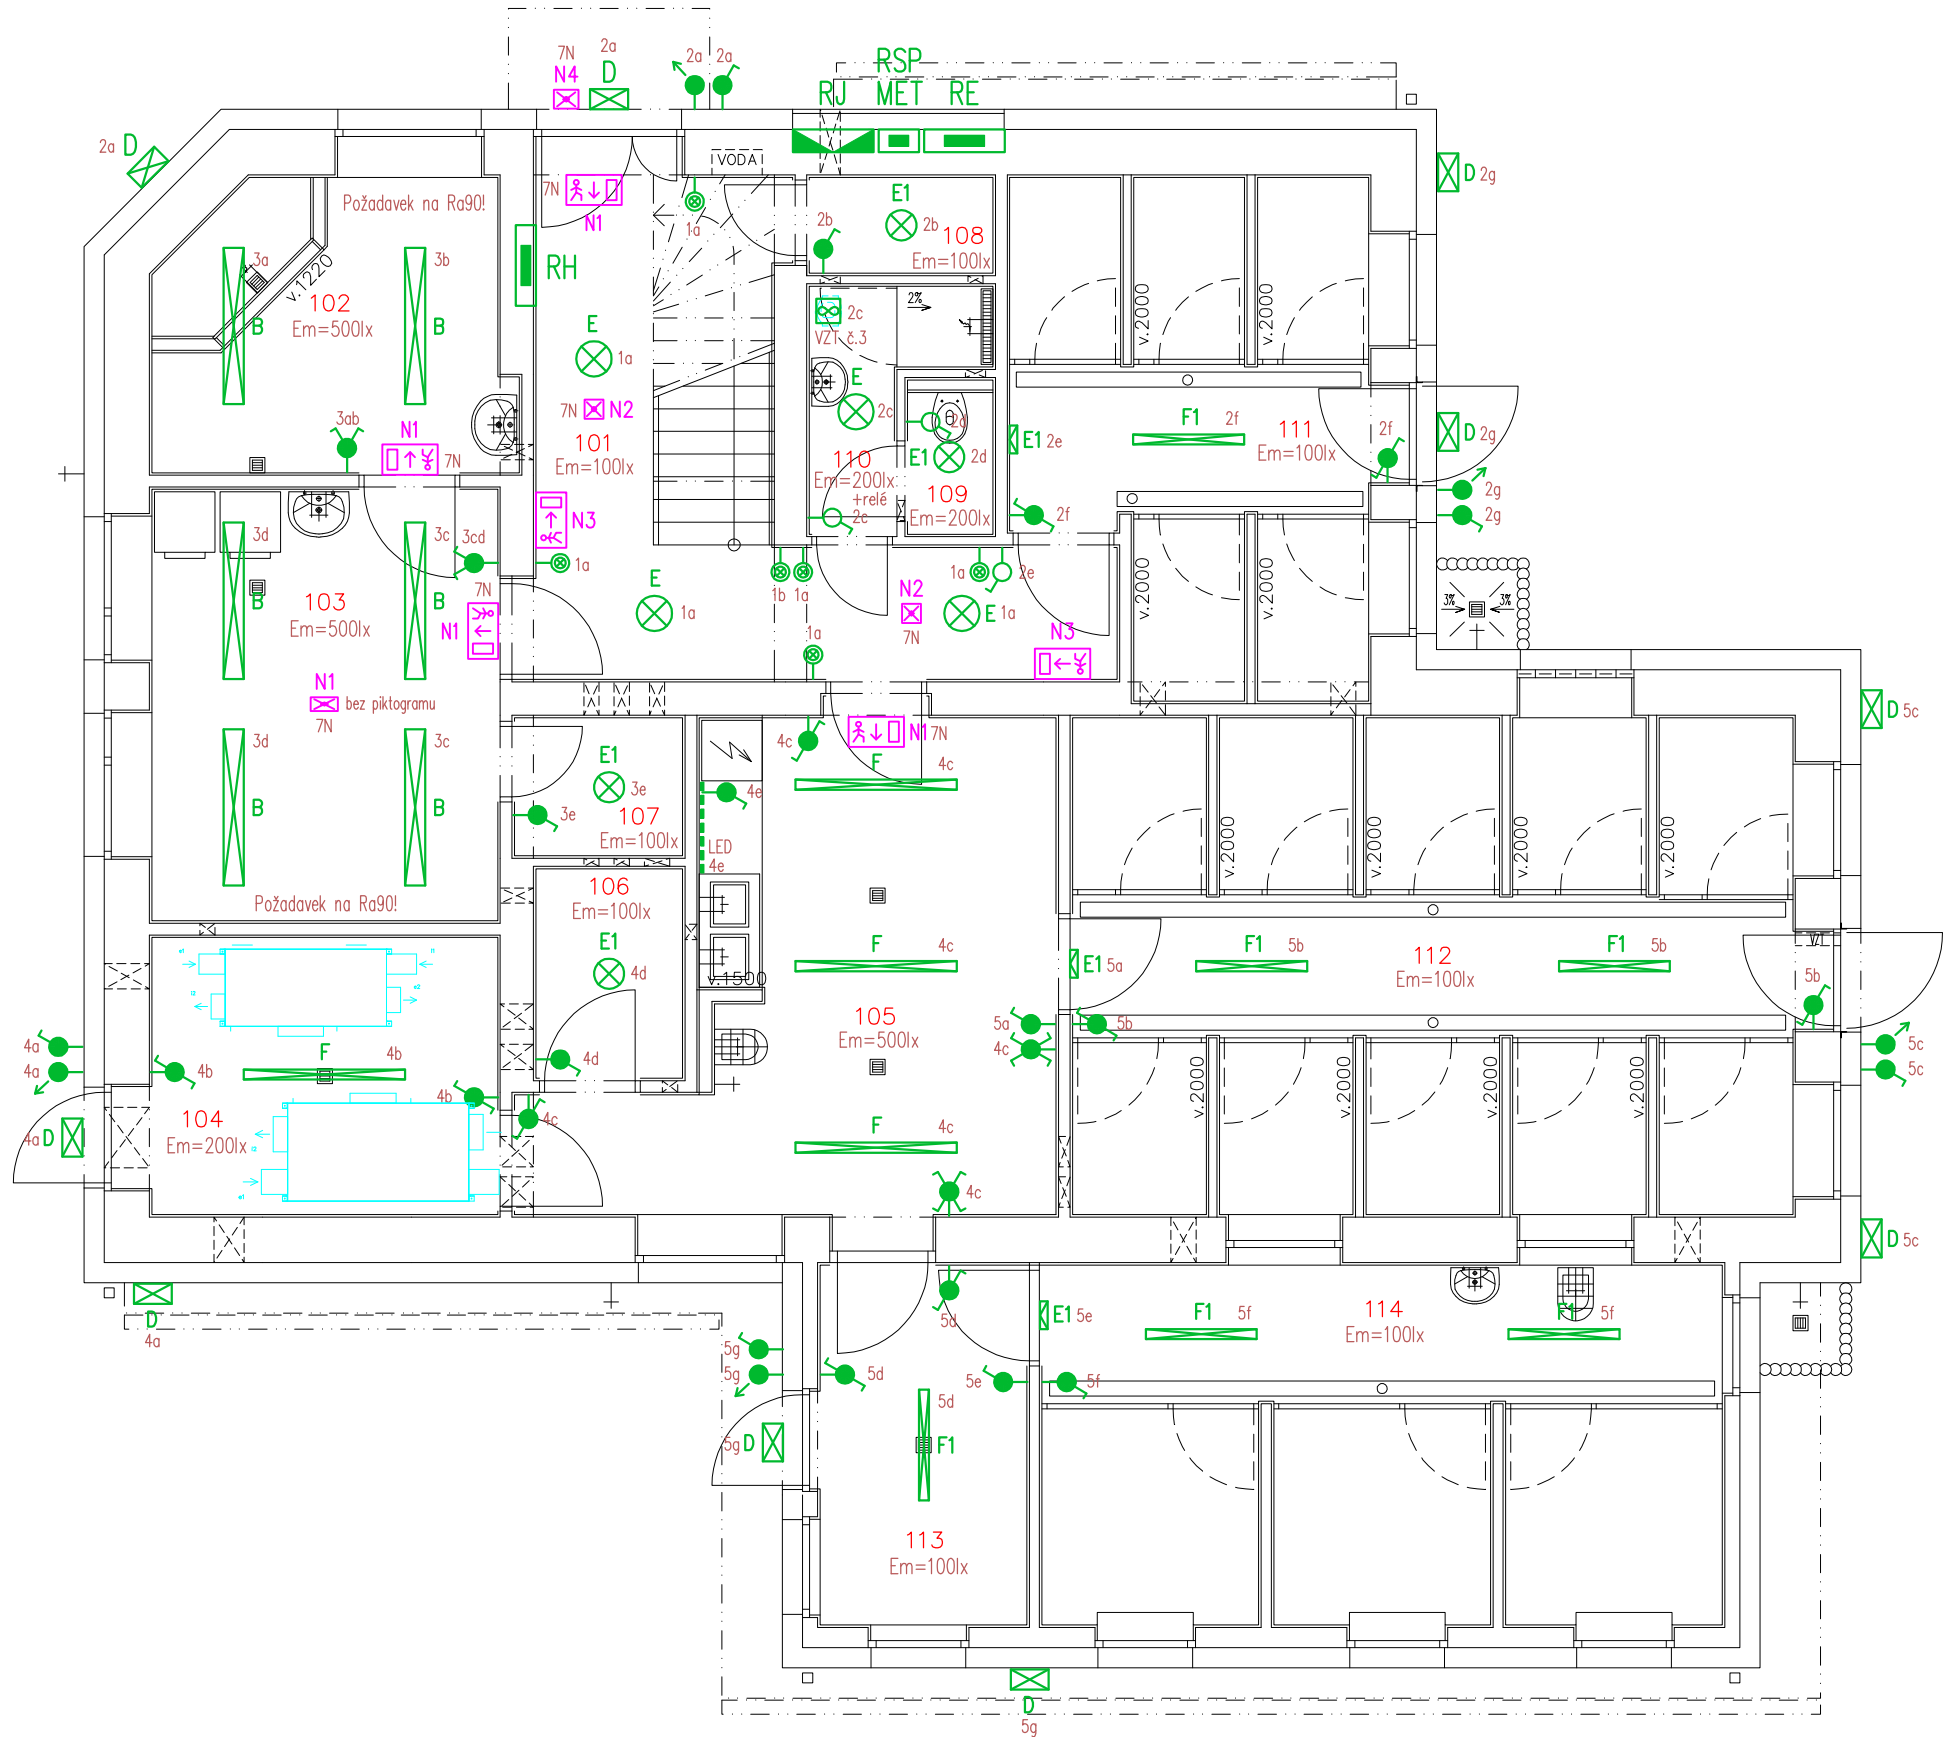 RSP
RJ MET RE
7N
N4
2a
D
2a
2a
2a D
VODA
D 2g
Požadavek na Ra90!
7N
N1
1a
2b
E1
2b
108
Em=100lx
3a
3b
v.1220
102
Em=500lx
B
B
RH
E
1a
2c
VZT č.3
2%
v.2000
v.2000
3ab
N1
7N
7N N2
101
Em=100lx
E
2c
2d
E1
2d
110
Em=200lx
+relé
2c
109
Em=200lx
E1 2e
F1
2f
111
Em=100lx
2f
D 2g
2g
2g
3d
3c
3cd
N3
1a
2f
7N
N1
B
B
103
Em=500lx
E
1a
1b
1a
1a
2e
N2
7N
E 1a
1a
N3
v.2000
v.2000
3%
3%
N1
bez piktogramu
7N
3d
3c
B
B
4c
N1 7N
F
4c
D 5c
E1
3e
3e
107
Em=100lx
4e
LED
4e
v.2000
v.2000
v.2000
v.2000
Požadavek na Ra90!
106
Em=100lx
E1
4d
v.1500
F
4c
E1 5a
F1
5b
112
Em=100lx
F1
5b
5b
105
Em=500lx
5a
4c
5b
4a
4a
4b
F
4b
4d
4b
4c
5c
5c
v.2000
v.2000
v.2000
v.2000
4a D
104
Em=200lx
F
4c
4c
D 5c
D
4a
5d
E1 5e
F1
5f
114
Em=100lx
F1
5f
5g
5g
5d
5e
5f
5d
5g D
F1
113
Em=100lx
D
5g